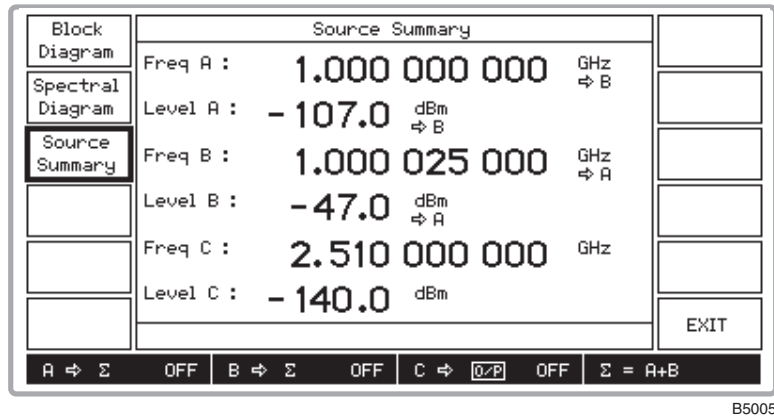 Block
Diagram
Spectral
Diagram
Source
Summary
Source Summary
Freq A : 1.000 000 000 GHz
⇨ B
Level A : -107.0 dBm
⇨ B
Freq B : 1.000 025 000 GHz
⇨ A
Level B : -47.0 dBm
⇨ A
Freq C : 2.510 000 000 GHz
Level C : -140.0 dBm
EXIT
A ⇨ Σ OFF B ⇨ Σ OFF C ⇨ O/P OFF Σ = A+B
B5005